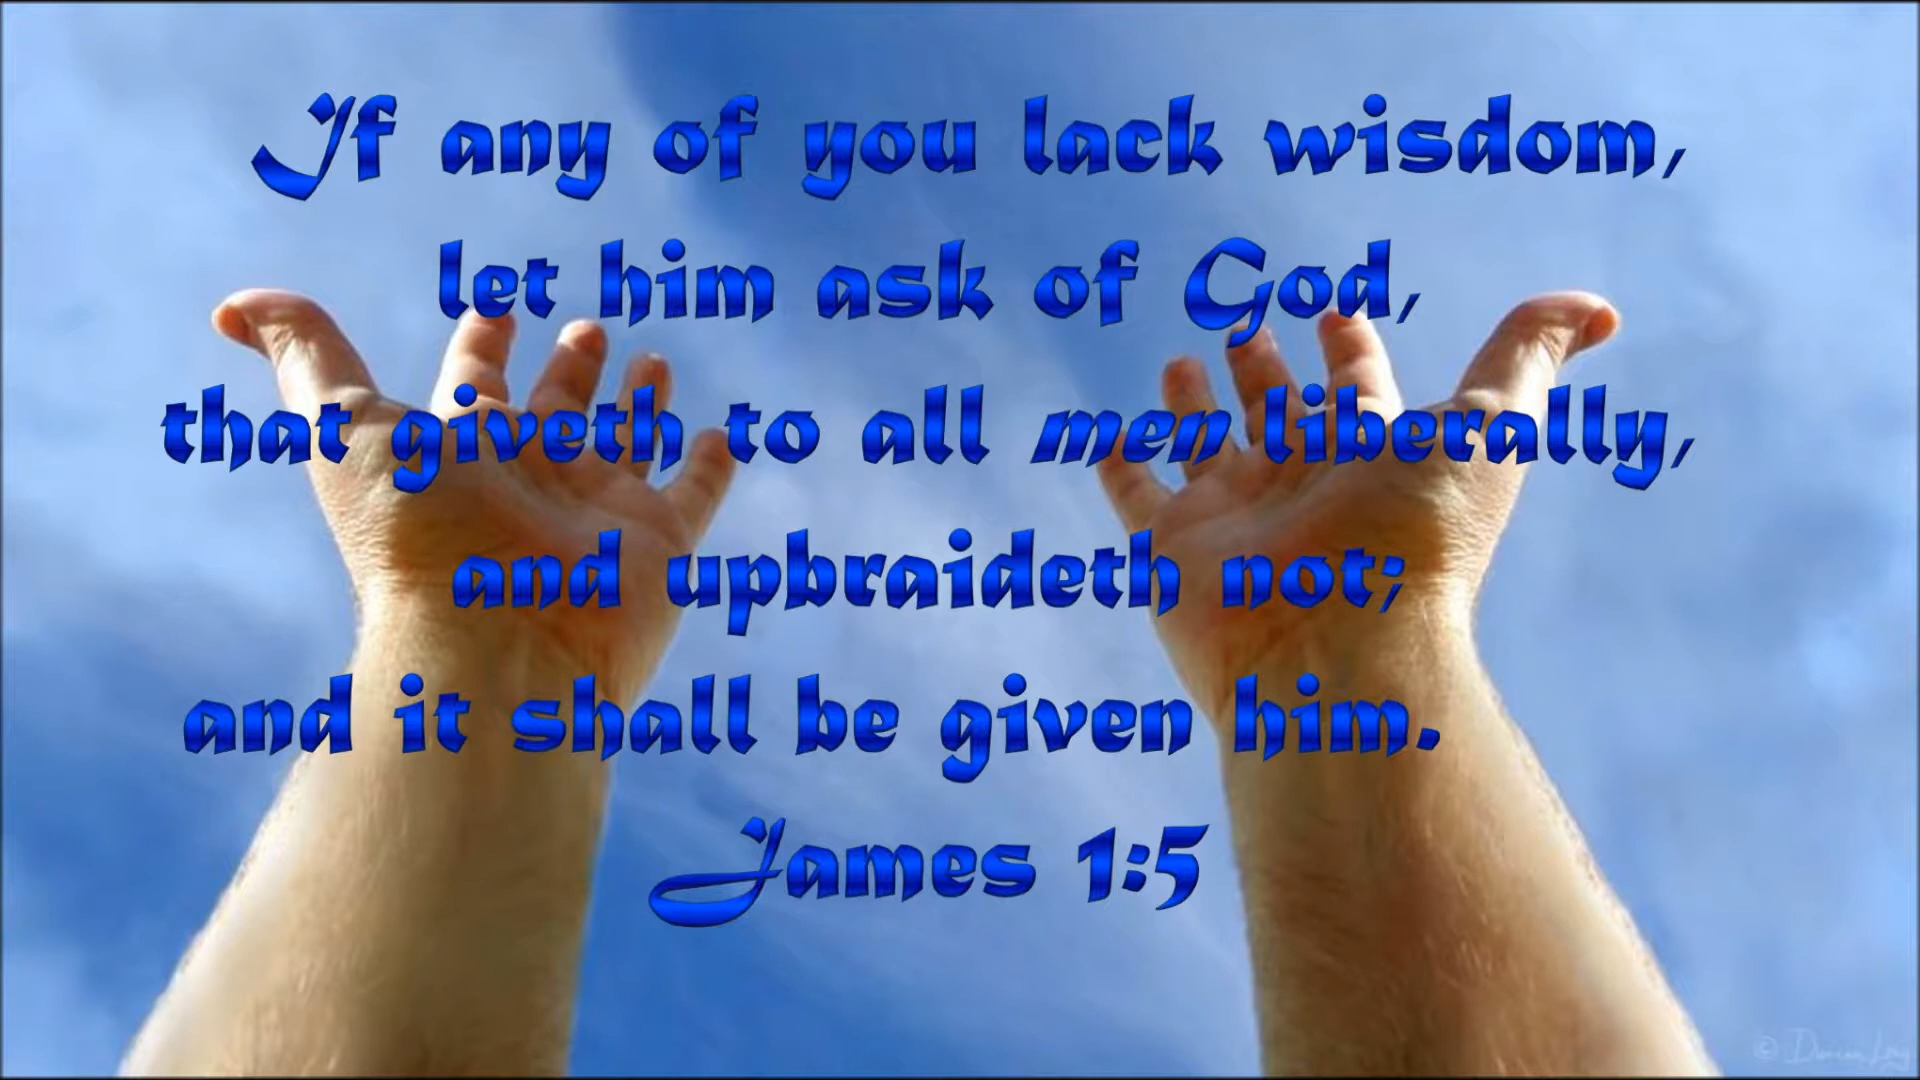 If any of you lack wisdom,
let him ask of God,
that giveth to all men liberally,
and upbraideth not;
and it shall be given him.
James 1:5
©